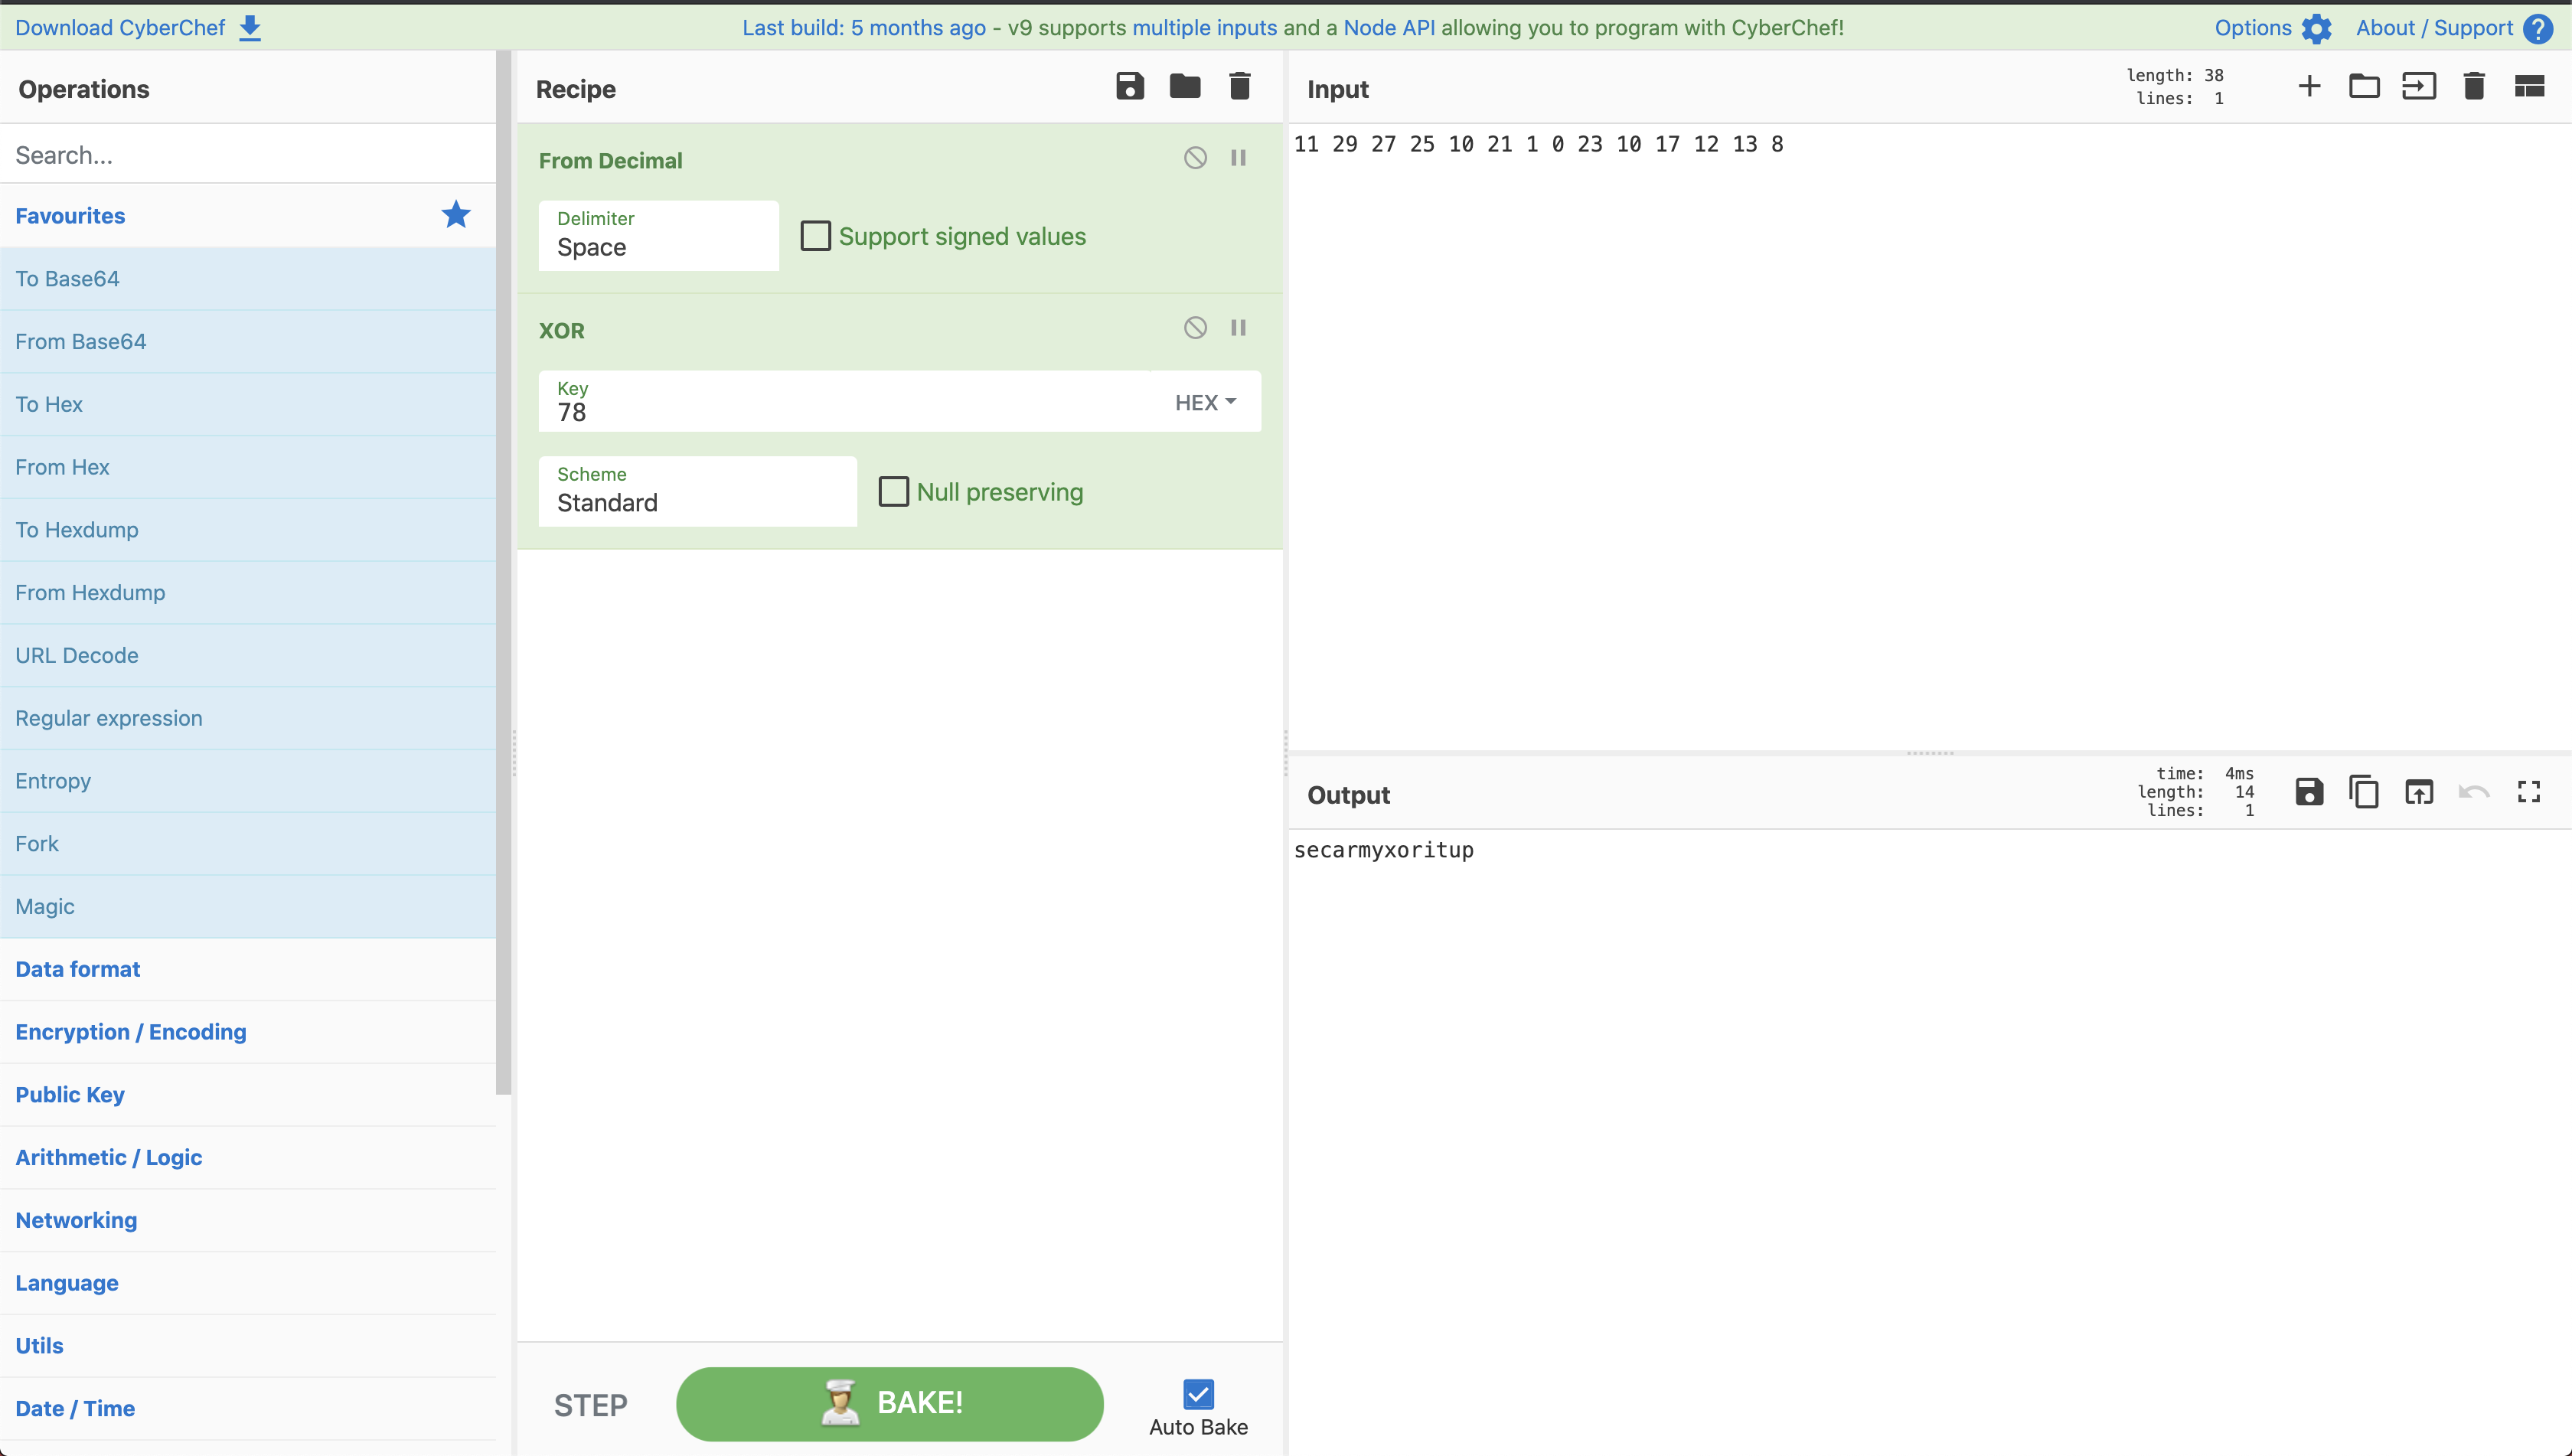 Download CyberChef
Last build: 5 months ago - v9 supports multiple inputs and a Node API allowing you to program with CyberChef!
Options
About / Support
?
Operations
Search...
Favourites
To Base64
From Base64
To Hex
From Hex
To Hexdump
From Hexdump
URL Decode
Regular expression
Entropy
Fork
Magic
Data format
Encryption / Encoding
Public Key
Arithmetic / Logic
Networking
Language
Utils
Date / Time
Recipe
From Decimal
Delimiter
Space
Support signed values
XOR
Key
78
HEX
Scheme
Standard
Null preserving
STEP
BAKE!
Auto Bake
Input
length: 38
lines: 1
11 29 27 25 10 21 1 0 23 10 17 12 13 8
Output
time: 4ms
length: 14
lines: 1
secarmyxoritup